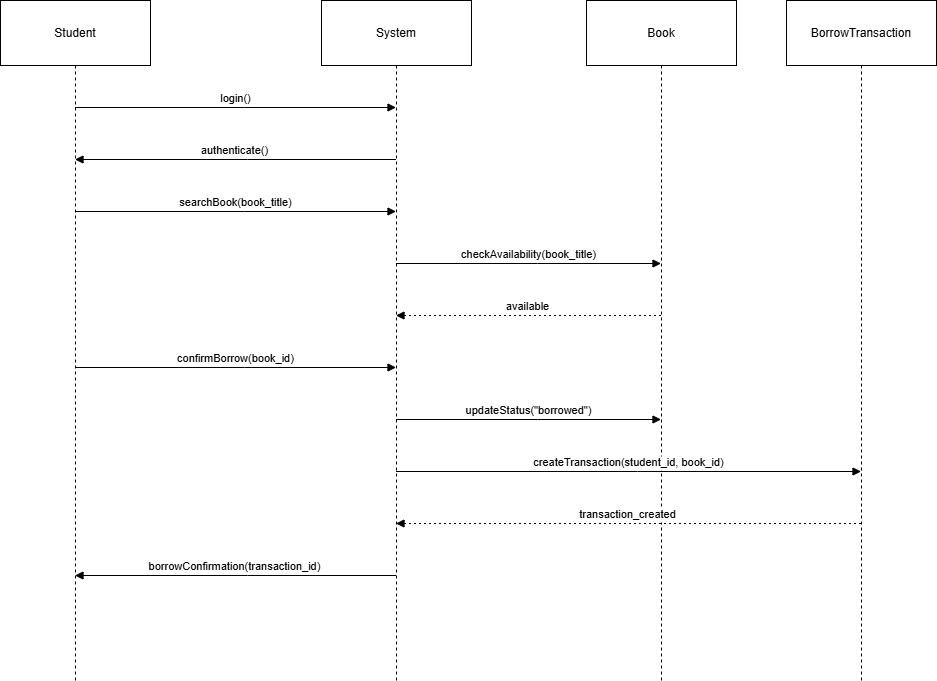 Student
System
Book
BorrowTransaction
login()
authenticate()
searchBook(book_title)
checkAvailability(book_title)
available
confirmBorrow(book_id)
updateStatus("borrowed")
createTransaction(student_id, book_id)
transaction_created
borrowConfirmation(transaction_id)